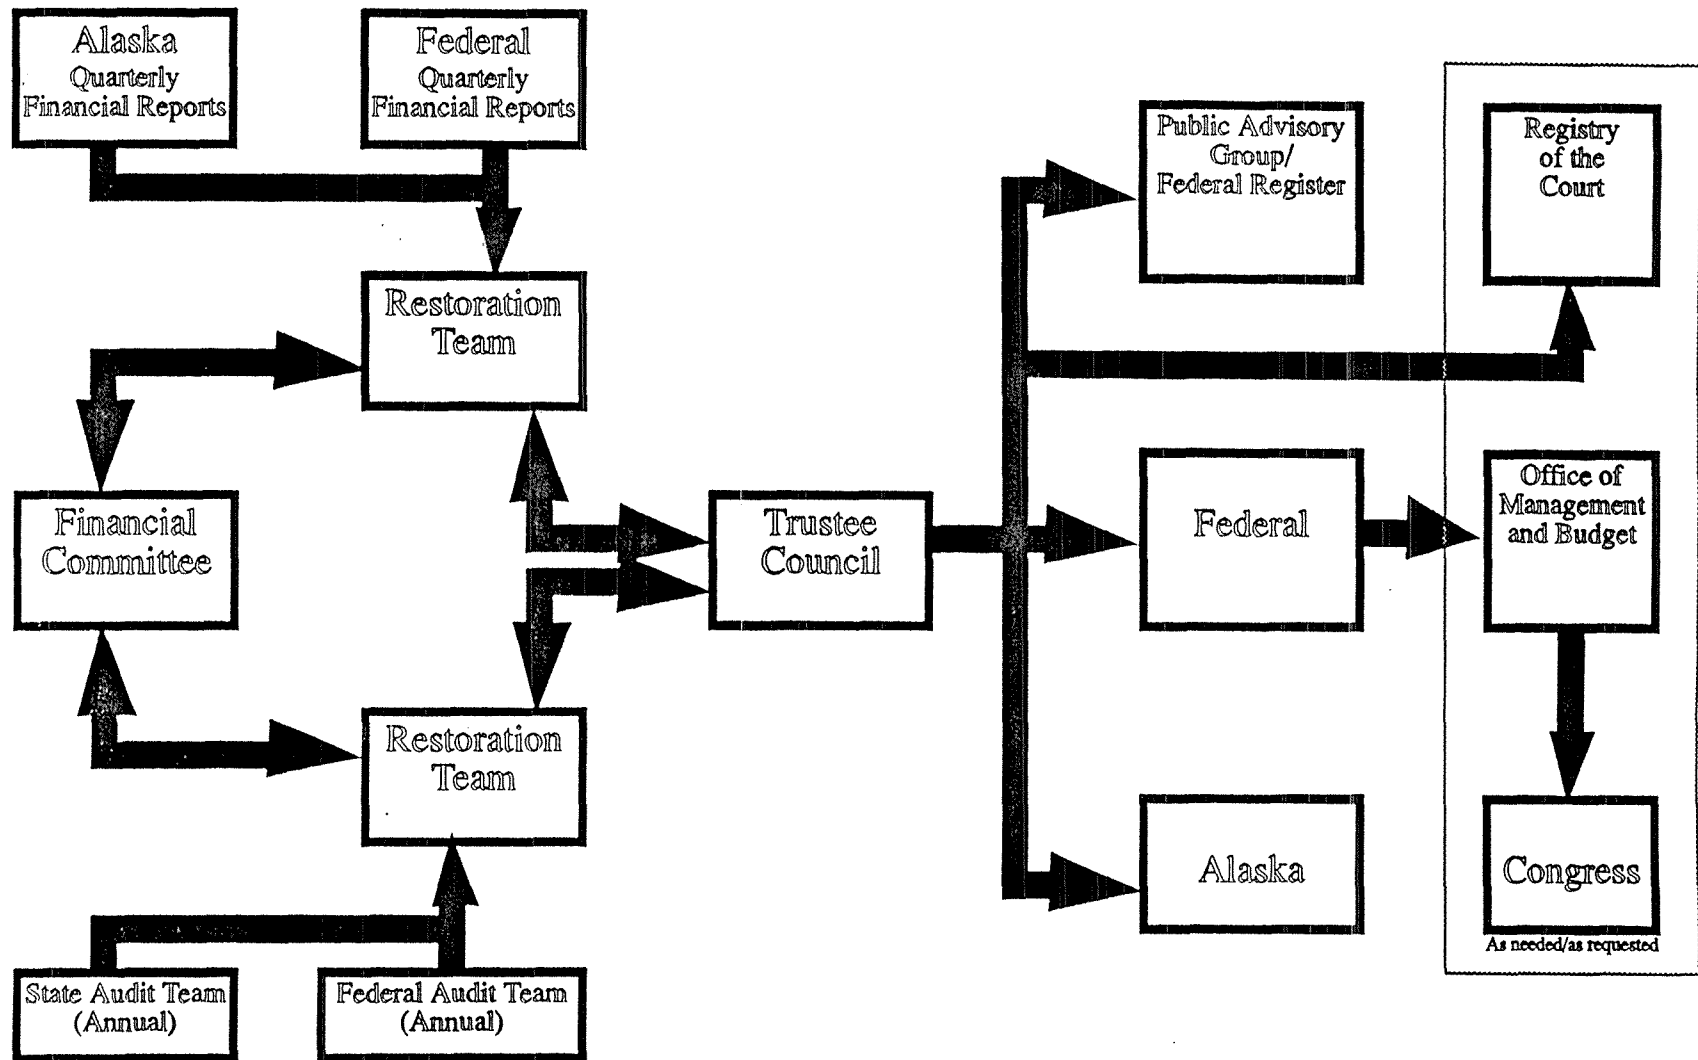 Alaska
Quarterly
Financial Reports
Federal
Quarterly
Financial Reports
Public Advisory
Group/
Federal Register
Registry
of the
Court
Restoration
Team
Financial
Committee
Trustee
Council
Federal
Office of
Management
and Budget
Restoration
Team
Alaska
Congress
As needed/as requested
State Audit Team
(Annual)
Federal Audit Team
(Annual)